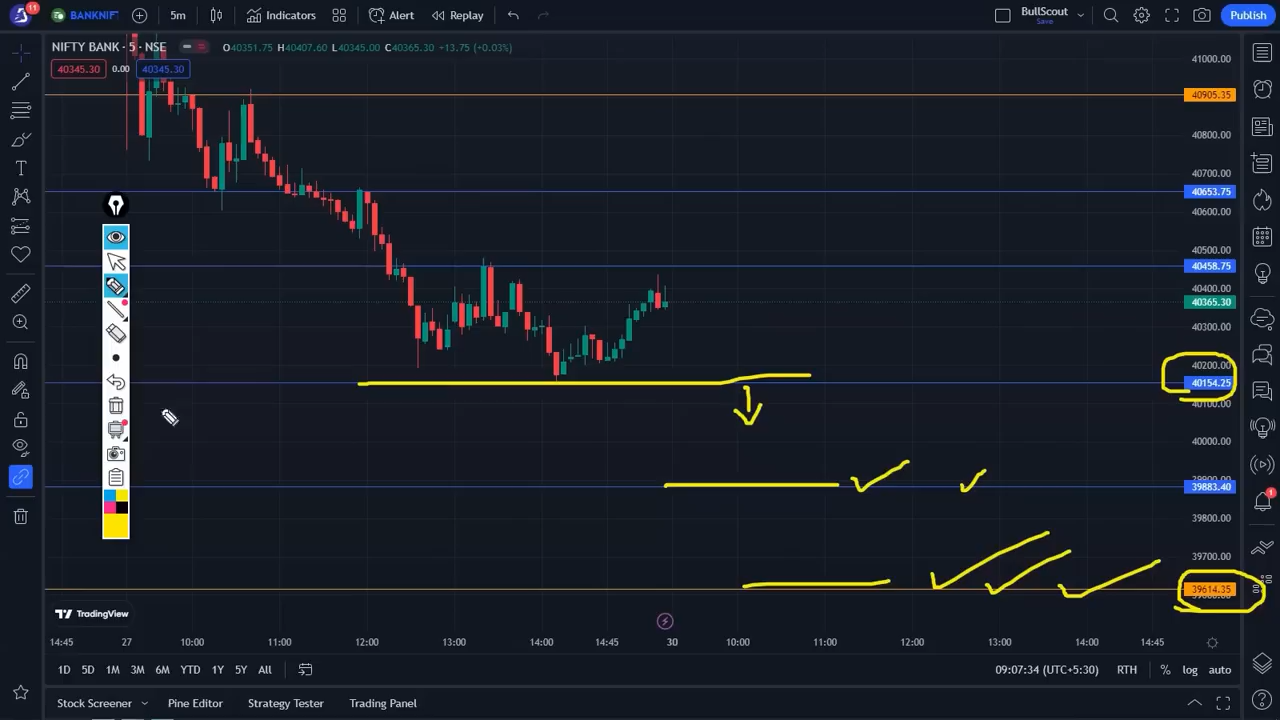 11
BANKNIFT
5m
Indicators
Alert
Replay
BullScout
Save
Publish
NIFTY BANK · 5 · NSE
O40351.75 H40407.60 L40345.00 C40365.30 +13.75 (+0.03%)
40345.30 0.00 40345.30
41000.00
40905.35
40800.00
40700.00
40653.75
40600.00
40500.00
40458.75
40400.00
40365.30
40300.00
40200.00
40154.25
40100.00
40000.00
39883.40
39800.00
39700.00
39614.35
1
TradingView
14:45 27 10:00 11:00 12:00 13:00 14:00 14:45 30 10:00 11:00 12:00 13:00 14:00 14:45
1D 5D 1M 3M 6M YTD 1Y 5Y All
09:07:34 (UTC+5:30) RTH % log auto
Stock Screener Pine Editor Strategy Tester Trading Panel